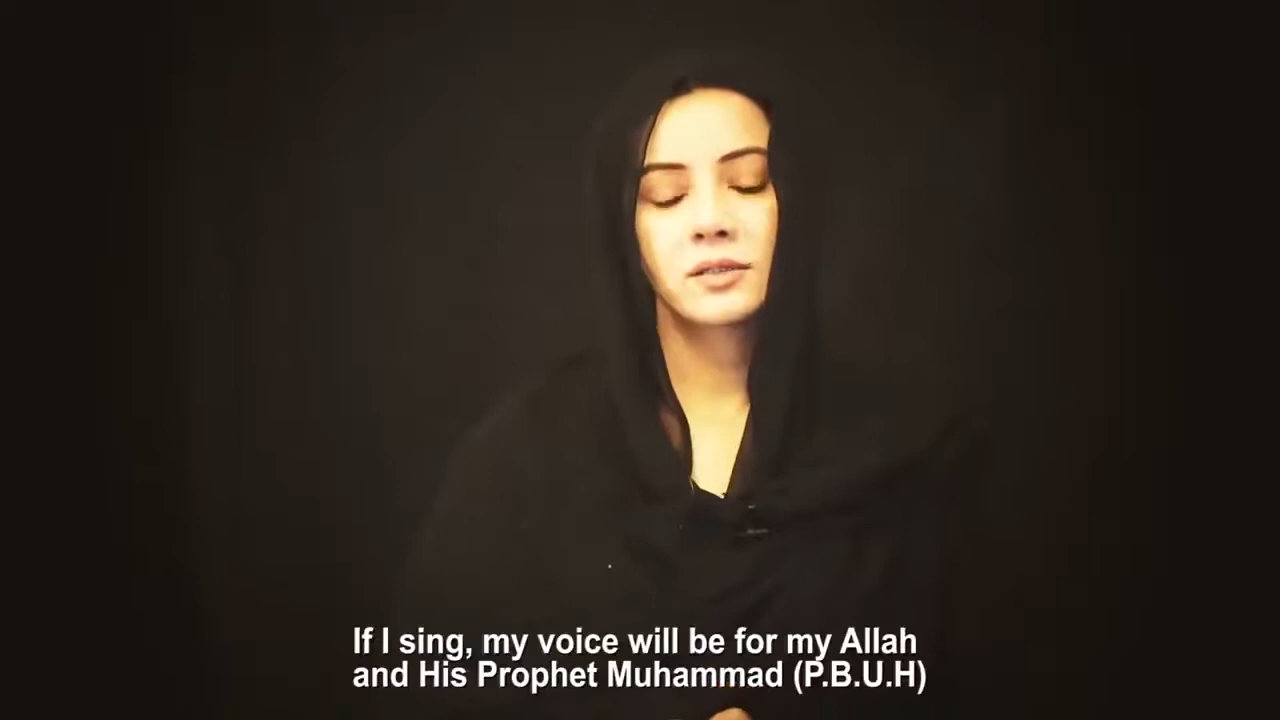 If I sing, my voice will be for my Allah
and His Prophet Muhammad (P.B.U.H)